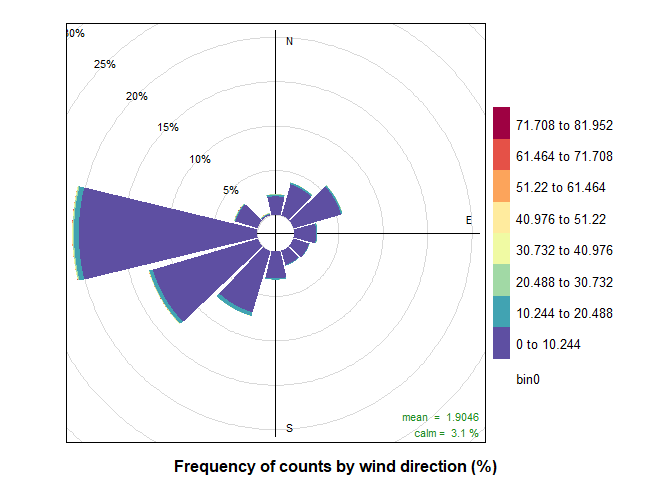 30%
25%
20%
15%
10%
5%
N
E
S
71.708 to 81.952
61.464 to 71.708
51.22 to 61.464
40.976 to 51.22
30.732 to 40.976
20.488 to 30.732
10.244 to 20.488
0 to 10.244
bin0
mean = 1.9046
calm = 3.1 %
Frequency of counts by wind direction (%)